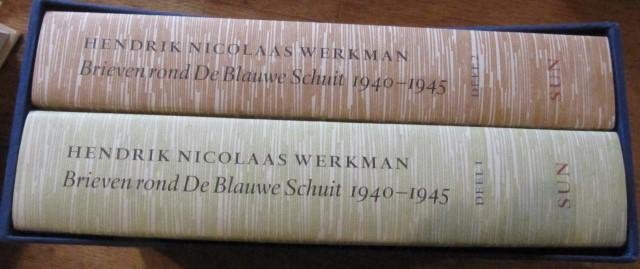 HENDRIK NICOLAAS WERKMAN
Brieven rond De Blauwe Schuit 1940–1945
DEEL 2
SUN
HENDRIK NICOLAAS WERKMAN
Brieven rond De Blauwe Schuit 1940–1945
DEEL 1
SUN